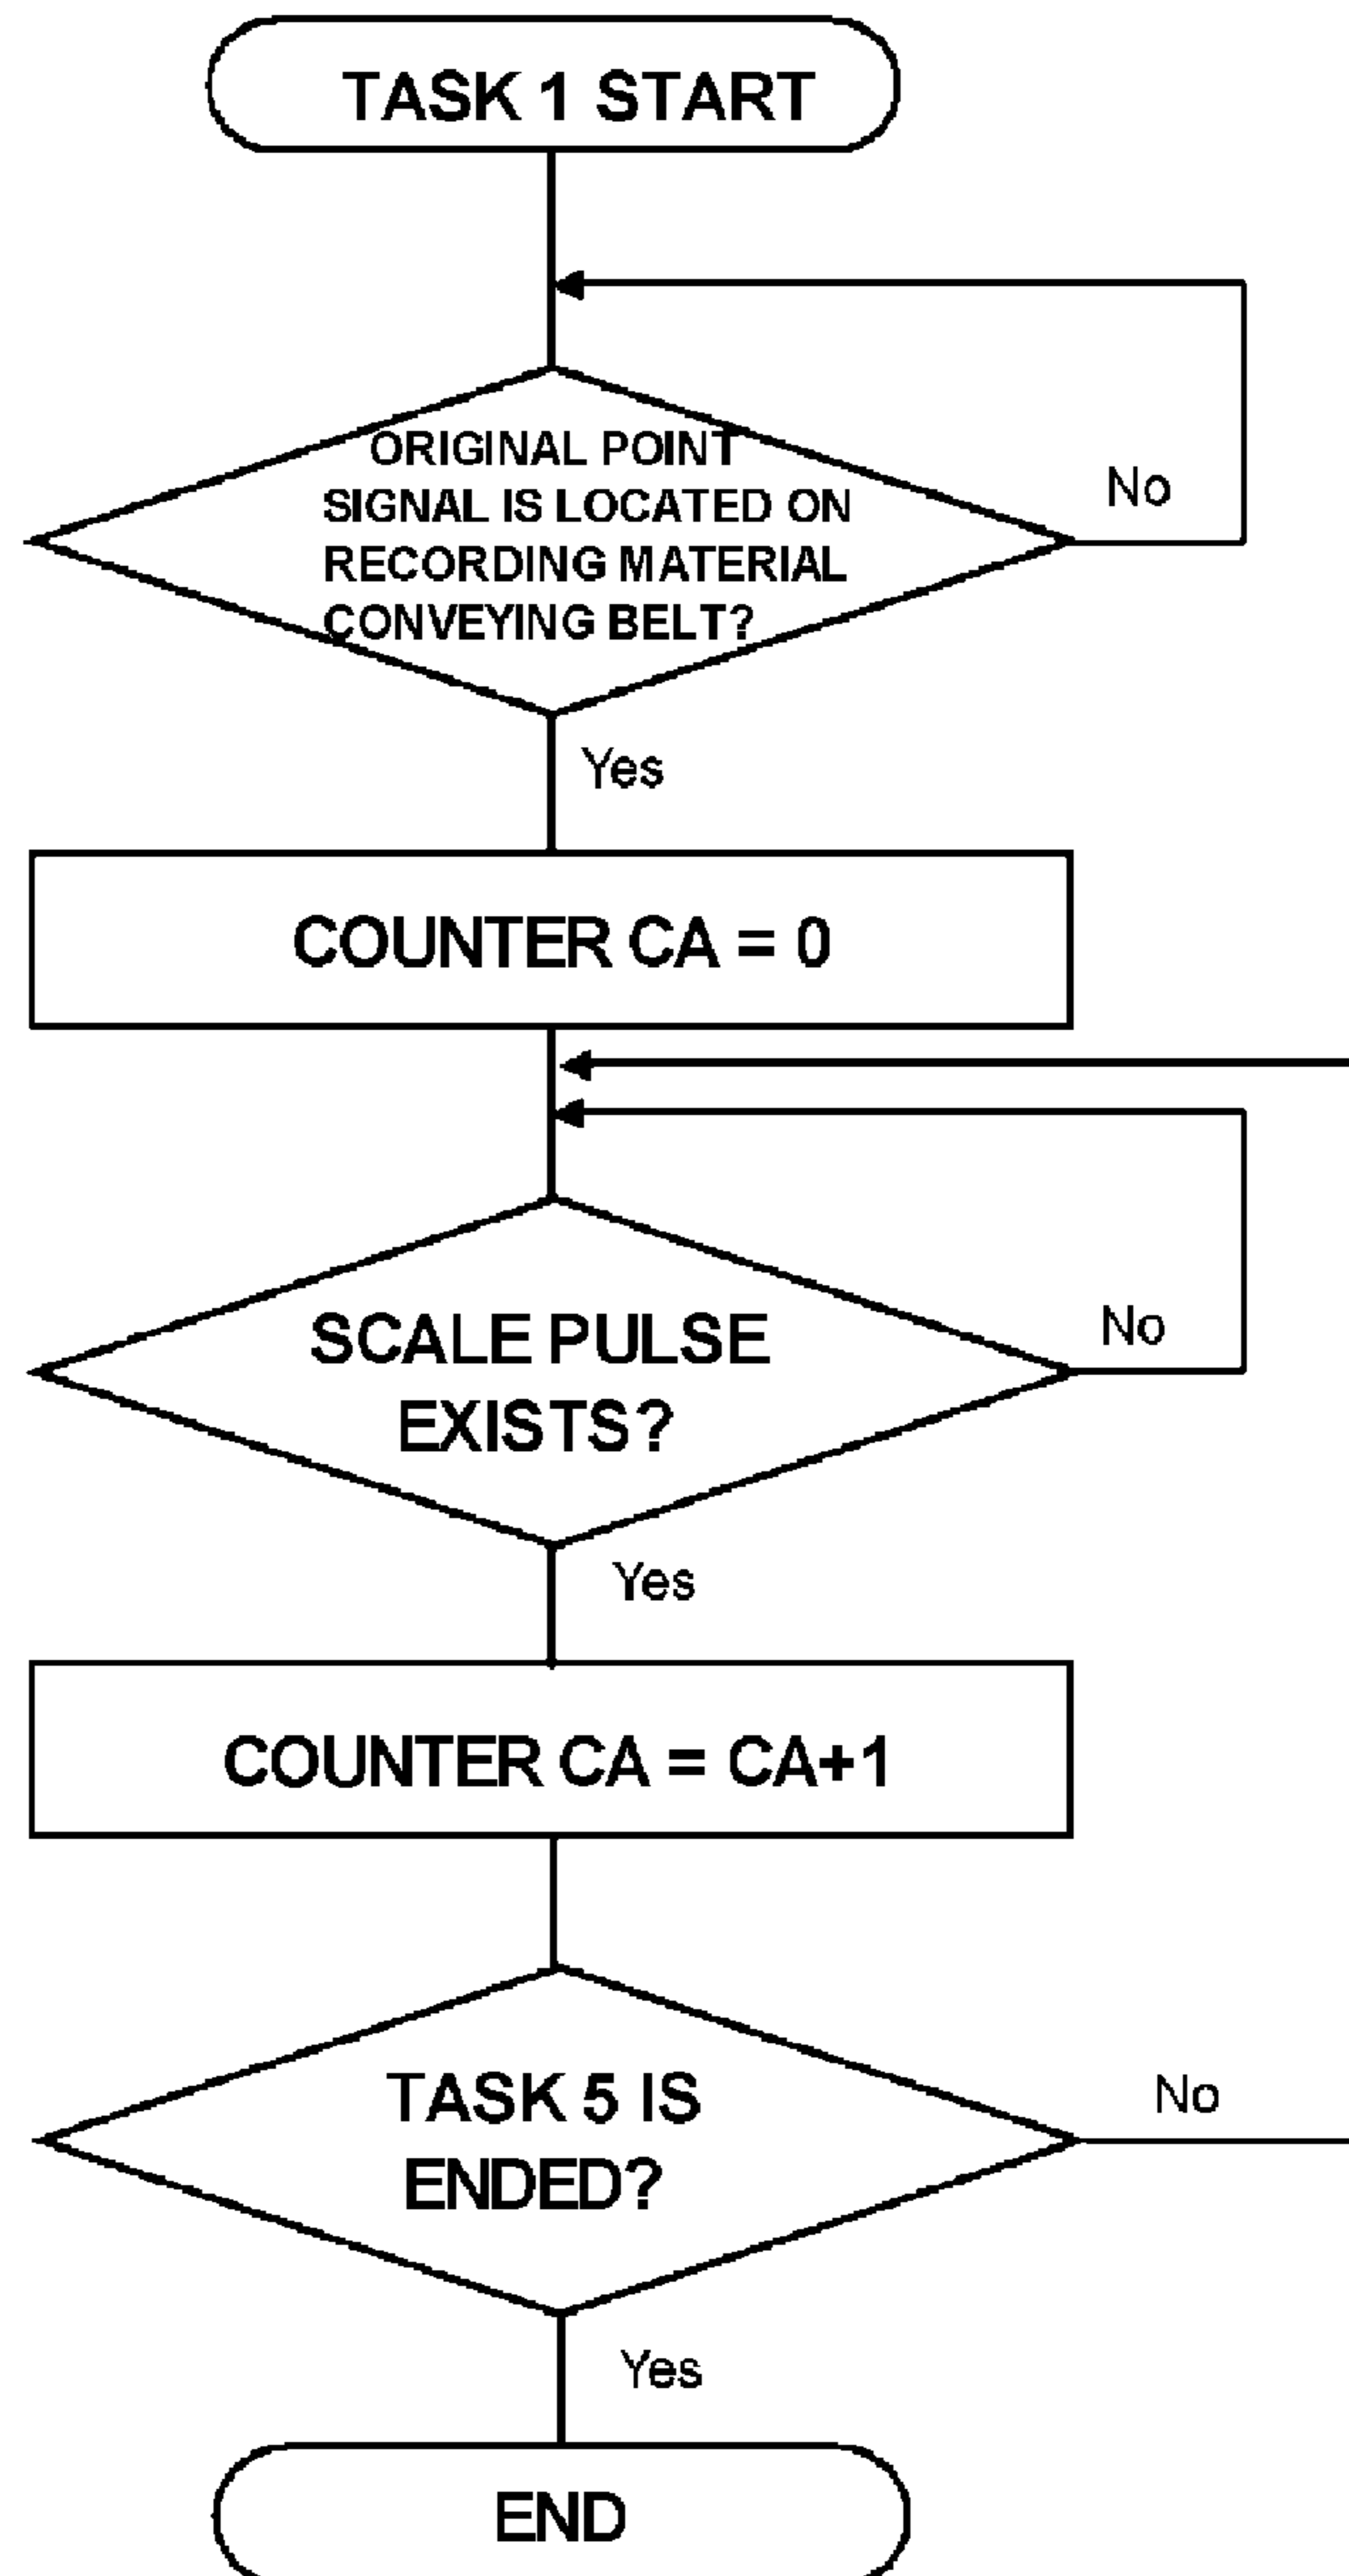 TASK 1 START
ORIGINAL POINT
SIGNAL IS LOCATED ON
RECORDING MATERIAL
CONVEYING BELT?
No
Yes
COUNTER CA = 0
SCALE PULSE
EXISTS?
No
Yes
COUNTER CA = CA+1
TASK 5 IS
ENDED?
No
Yes
END